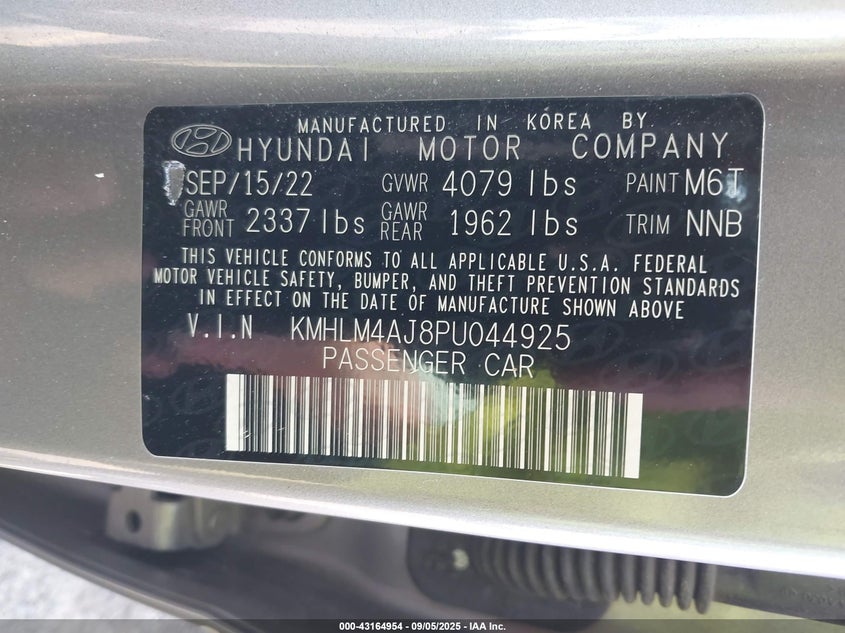 MANUFACTURED IN KOREA BY
HYUNDAI MOTOR COMPANY
SEP/15/22 GVWR 4079 lbs PAINT M6T
GAWR FRONT 2337 lbs GAWR REAR 1962 lbs TRIM NNB
THIS VEHICLE CONFORMS TO ALL APPLICABLE U.S.A. FEDERAL
MOTOR VEHICLE SAFETY, BUMPER, AND THEFT PREVENTION STANDARDS
IN EFFECT ON THE DATE OF MANUFACTURE SHOWN ABOVE
V.I.N KMHLM4AJ8PU044925
PASSENGER CAR
000-43164954 - 09/05/2025 - IAA Inc.